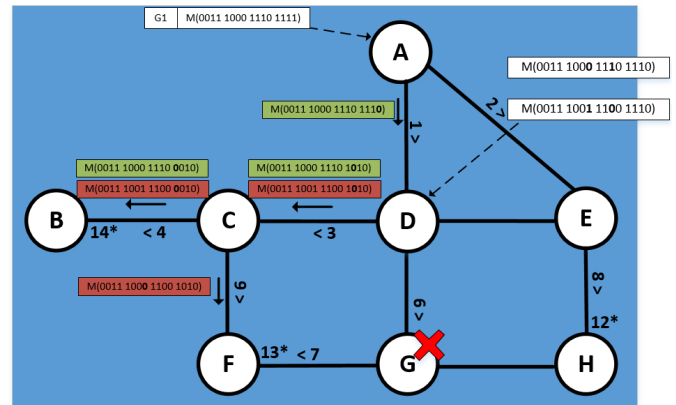 G1 M(0011 1000 1110 1111)
A
M(0011 1000 1110 1110)
M(0011 1000 1110 1110)
2 >
M(0011 1001 1100 1110)
1 >
M(0011 1000 1110 0010)
M(0011 1000 1110 1010)
M(0011 1001 1100 0010)
M(0011 1001 1100 1010)
B
C
D
E
14*
< 4
< 3
M(0011 1000 1100 1010)
9 >
6 >
8 >
12*
F
13*
< 7
G
H